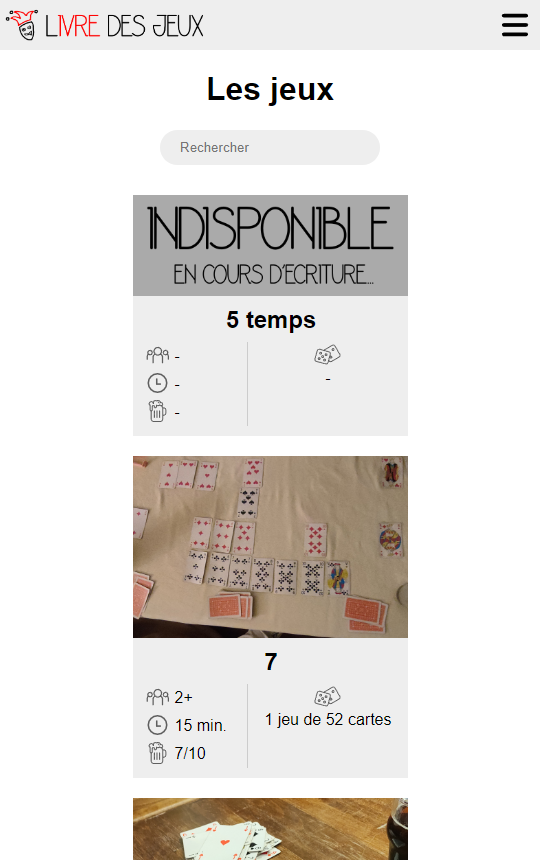 LIVRE DES JEUX
Les jeux
Rechercher
INDISPONIBLE
EN COURS D'ECRITURE...
5 temps
-
-
-
-
7
2+
15 min.
7/10
1 jeu de 52 cartes